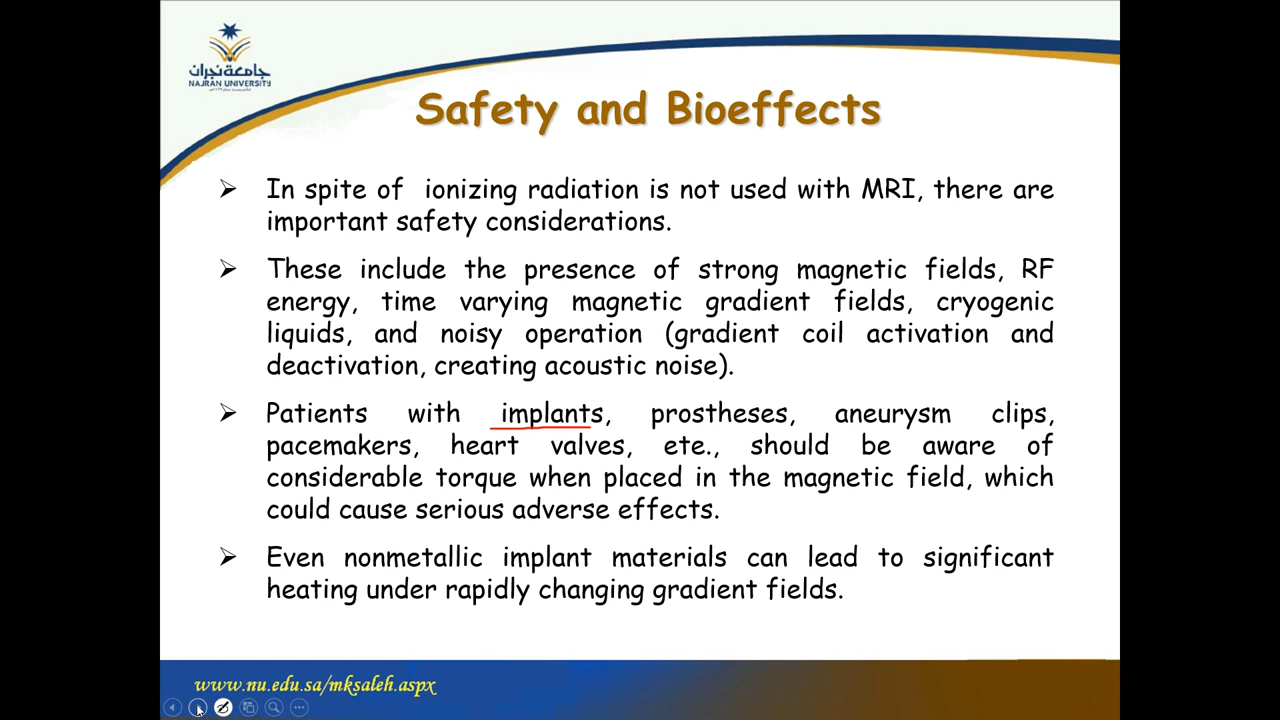 جامعة نجران
NAJRAN UNIVERSITY
Safety and Bioeffects
➢ In spite of ionizing radiation is not used with MRI, there are
important safety considerations.
➢ These include the presence of strong magnetic fields, RF
energy, time varying magnetic gradient fields, cryogenic
liquids, and noisy operation (gradient coil activation and
deactivation, creating acoustic noise).
➢ Patients with implants, prostheses, aneurysm clips,
pacemakers, heart valves, ete., should be aware of
considerable torque when placed in the magnetic field, which
could cause serious adverse effects.
➢ Even nonmetallic implant materials can lead to significant
heating under rapidly changing gradient fields.
www.nu.edu.sa/mksaleh.aspx